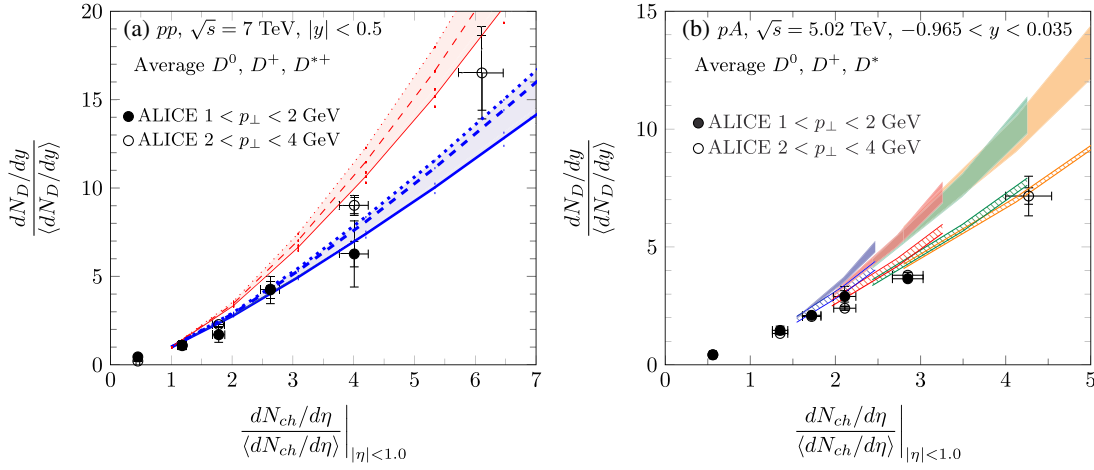 (a) pp, √s = 7 TeV, |y| < 0.5
Average D⁰, D⁺, D*⁺
ALICE 1 < p⊥ < 2 GeV
ALICE 2 < p⊥ < 4 GeV
dN_D/dy
⟨dN_D/dy⟩
20
15
10
5
0
0
1
2
3
4
5
6
7
dN_ch/dη
⟨dN_ch/dη⟩ |_|η|<1.0
(b) pA, √s = 5.02 TeV, −0.965 < y < 0.035
Average D⁰, D⁺, D*
ALICE 1 < p⊥ < 2 GeV
ALICE 2 < p⊥ < 4 GeV
dN_D/dy
⟨dN_D/dy⟩
15
10
5
0
0
1
2
3
4
5
dN_ch/dη
⟨dN_ch/dη⟩ |_|η|<1.0